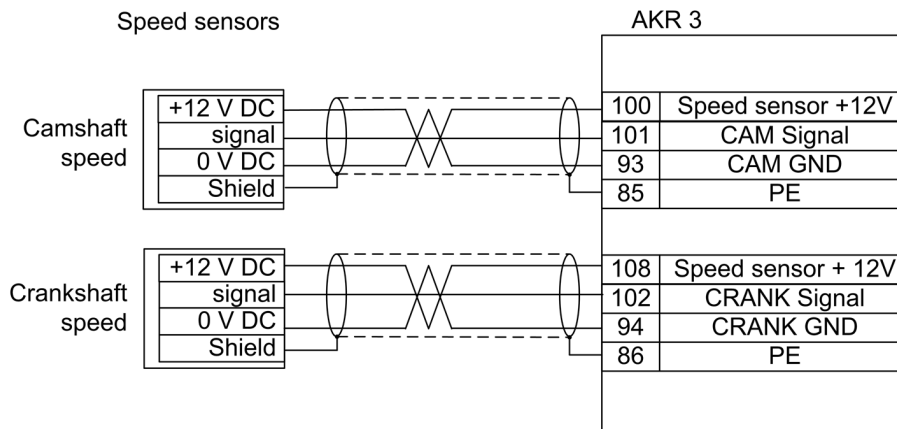 Speed sensors
AKR 3
Camshaft
speed
+12 V DC
signal
0 V DC
Shield
100 Speed sensor +12V
101 CAM Signal
93 CAM GND
85 PE
Crankshaft
speed
+12 V DC
signal
0 V DC
Shield
108 Speed sensor + 12V
102 CRANK Signal
94 CRANK GND
86 PE